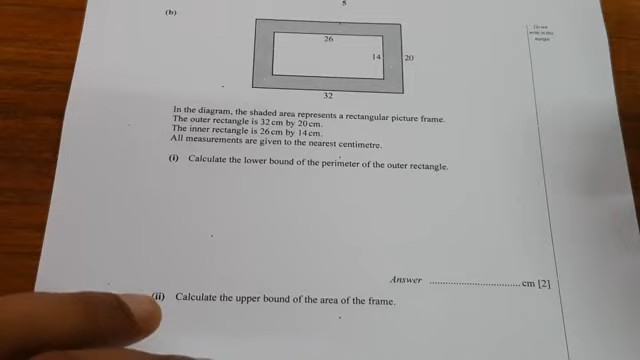 5
(b)
Do not
write in this
margin
26
14
20
32
In the diagram, the shaded area represents a rectangular picture frame.
The outer rectangle is 32 cm by 20 cm.
The inner rectangle is 26 cm by 14 cm.
All measurements are given to the nearest centimetre.
(i) Calculate the lower bound of the perimeter of the outer rectangle.
Answer ................................ cm [2]
(ii) Calculate the upper bound of the area of the frame.